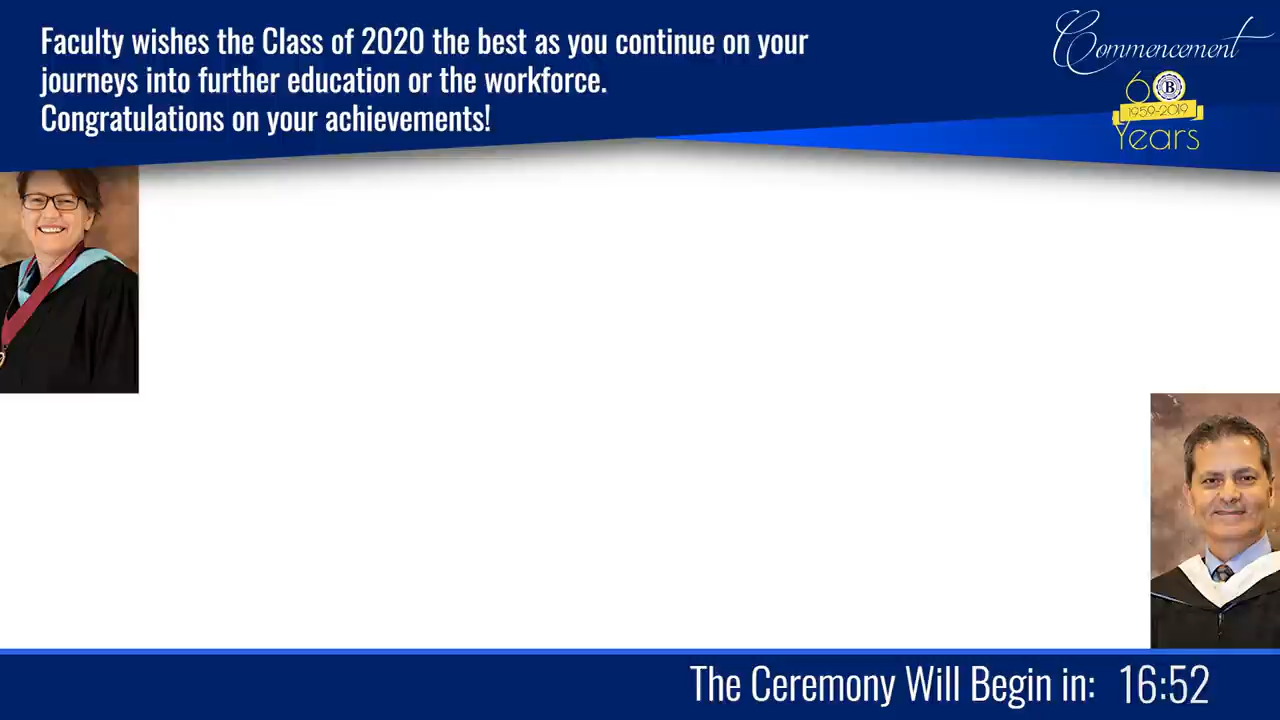 Faculty wishes the Class of 2020 the best as you continue on your
journeys into further education or the workforce.
Congratulations on your achievements!
Commencement
60
B
1959-2019
Years
The Ceremony Will Begin in: 16:52